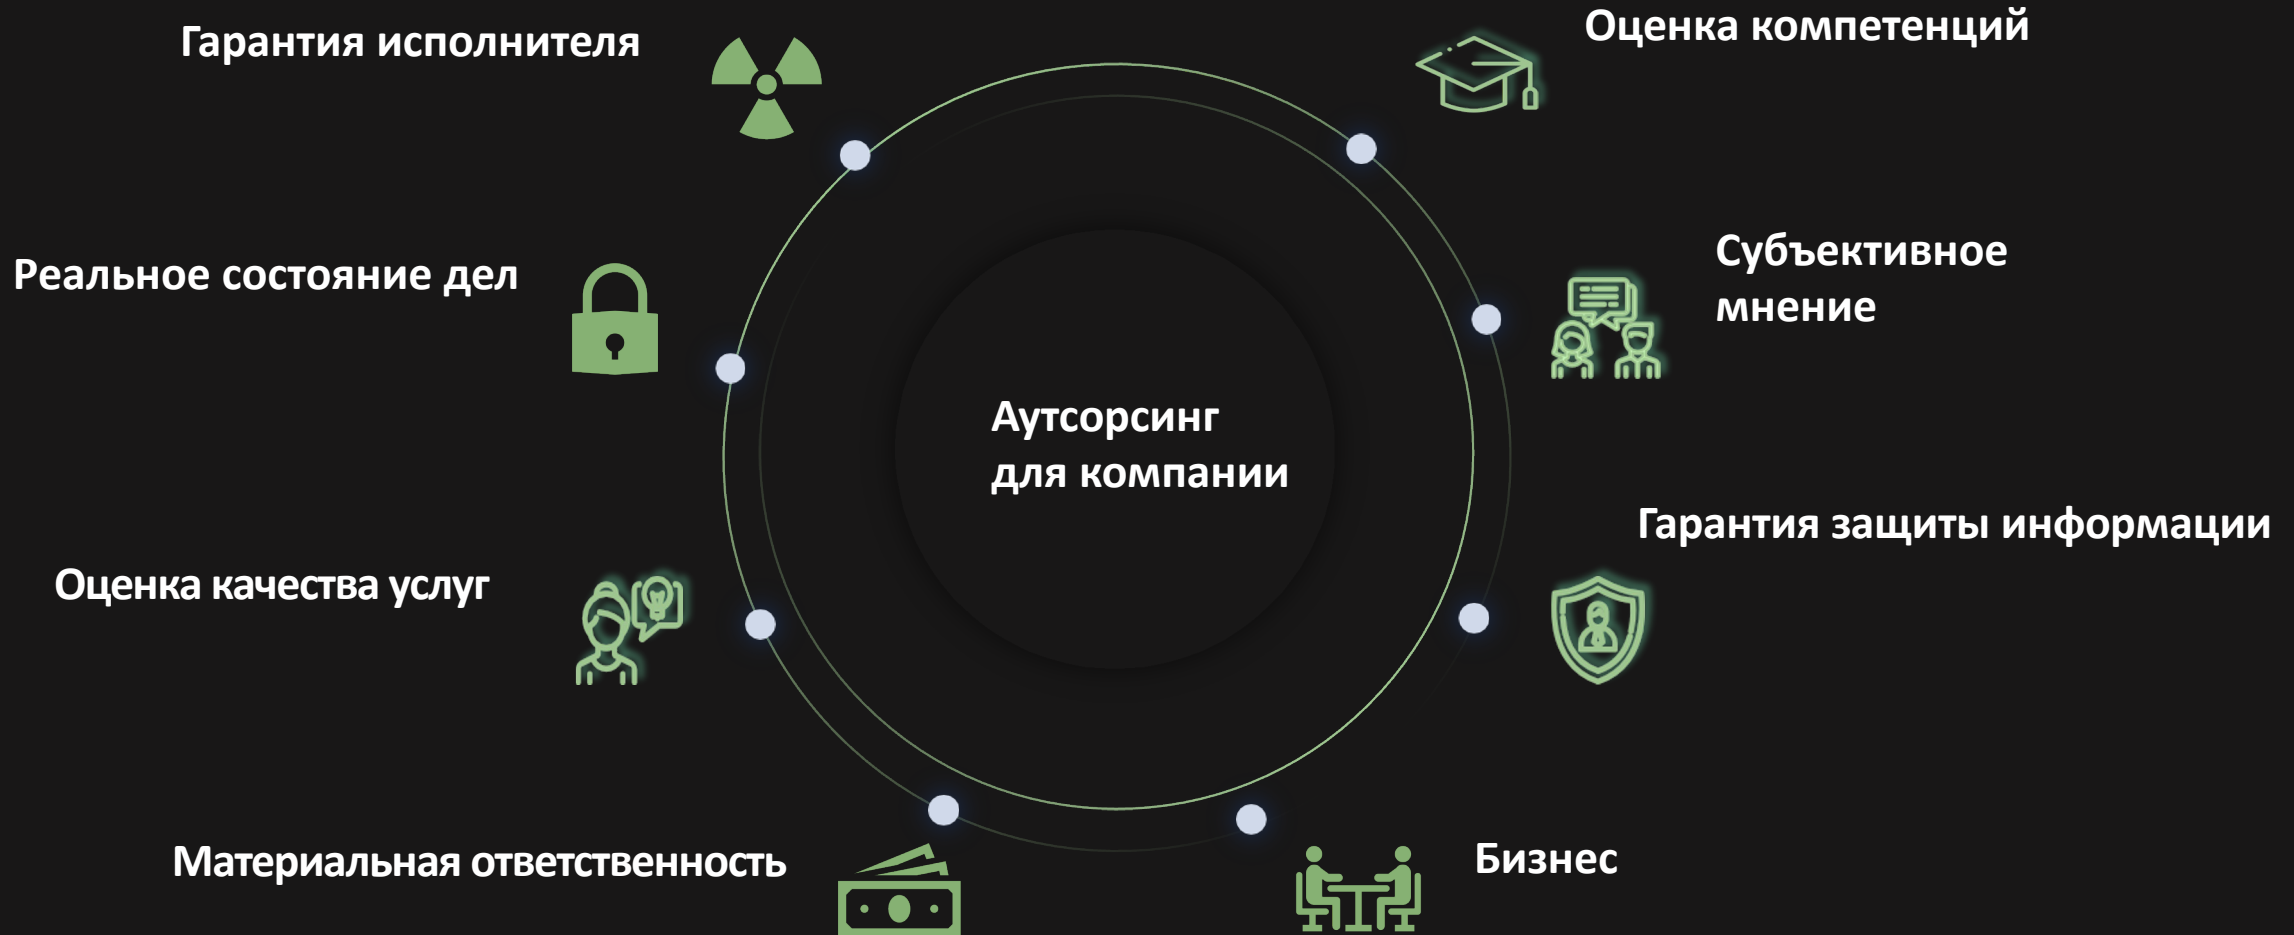 Гарантия исполнителя
Оценка компетенций
Реальное состояние дел
Субъективное
мнение
Аутсорсинг
для компании
Гарантия защиты информации
Оценка качества услуг
Материальная ответственность
Бизнес